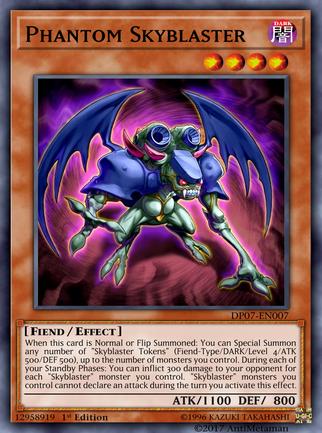 Phantom Skyblaster
DARK
闇
DP07-EN007
[Fiend / Effect]
When this card is Normal or Flip Summoned: You can Special Summon
any number of "Skyblaster Tokens" (Fiend-Type/DARK/Level 4/ATK
500/DEF 500), up to the number of monsters you control. During each of
your Standby Phases: You can inflict 300 damage to your opponent for
each "Skyblaster" monster you control. "Skyblaster" monsters you
control cannot declare an attack during the turn you activate this effect.
ATK/1100 DEF/ 800
12958919 1st Edition ©1996 KAZUKI TAKAHASHI
©2017 AntiMetaman